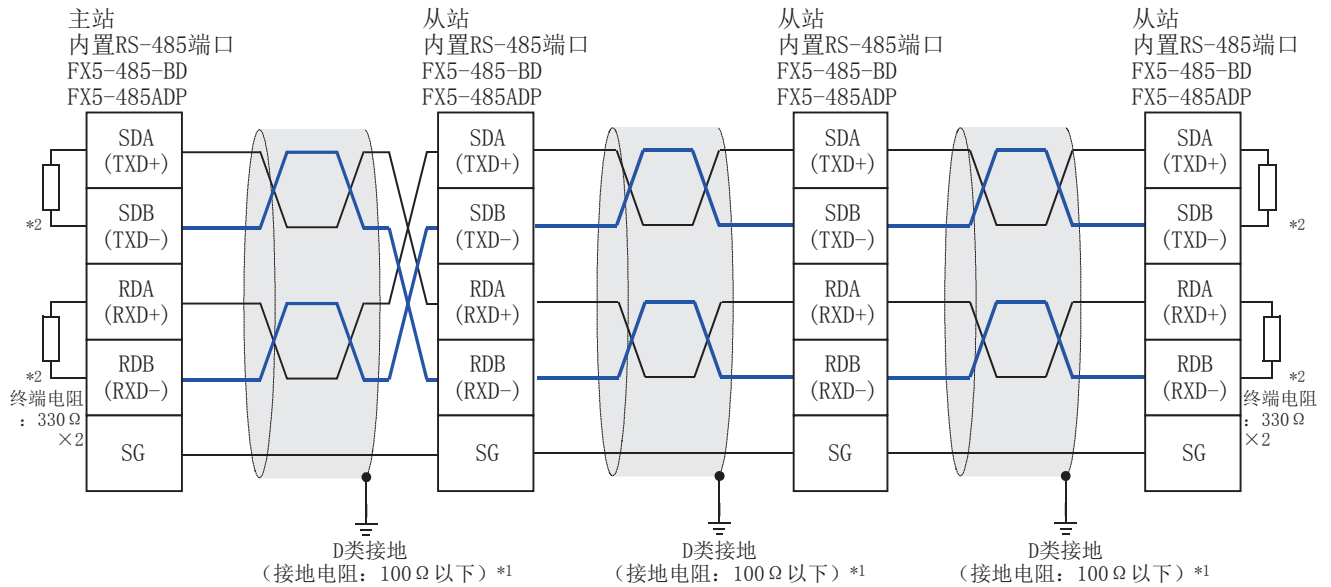 主站
内置RS-485端口
FX5-485-BD
FX5-485ADP
从站
内置RS-485端口
FX5-485-BD
FX5-485ADP
从站
内置RS-485端口
FX5-485-BD
FX5-485ADP
从站
内置RS-485端口
FX5-485-BD
FX5-485ADP
SDA
(TXD+)
SDB
(TXD-)
RDA
(RXD+)
RDB
(RXD-)
SG
*2
*2
终端电阻
：330Ω
×2
SDA
(TXD+)
SDB
(TXD-)
RDA
(RXD+)
RDB
(RXD-)
SG
SDA
(TXD+)
SDB
(TXD-)
RDA
(RXD+)
RDB
(RXD-)
SG
SDA
(TXD+)
SDB
(TXD-)
RDA
(RXD+)
RDB
(RXD-)
SG
*2
*2
终端电阻
：330Ω
×2
D类接地
（接地电阻：100Ω以下）*1
D类接地
（接地电阻：100Ω以下）*1
D类接地
（接地电阻：100Ω以下）*1